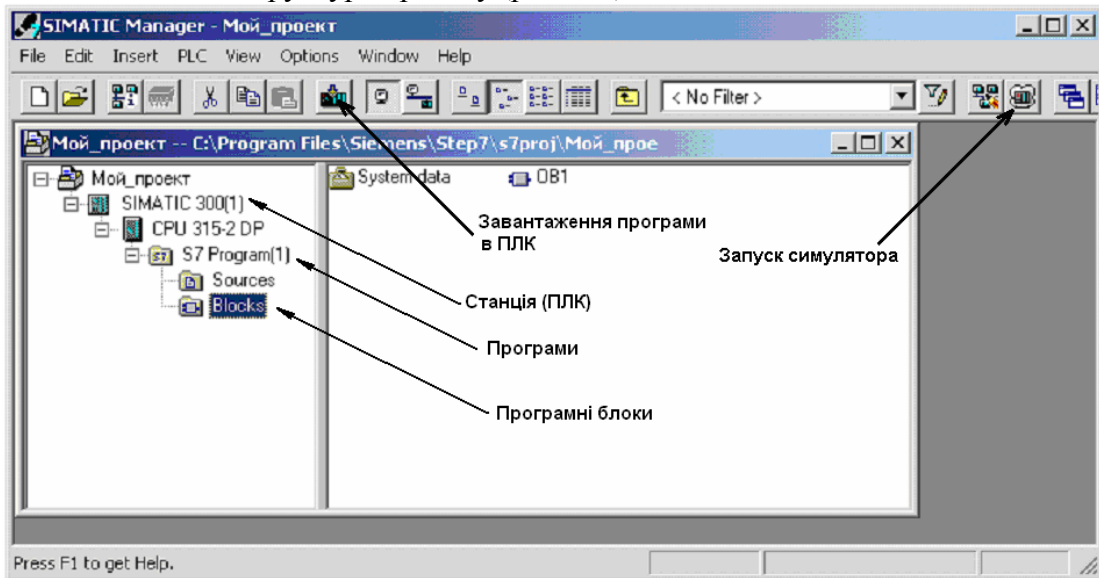 SIMATIC Manager - Мой_проект
File Edit Insert PLC View Options Window Help
< No Filter >
Мой_проект -- C:\Program Files\Siemens\Step7\s7proj\Мой_прое
Мой_проект
SIMATIC 300(1)
CPU 315-2 DP
S7 Program(1)
Sources
Blocks
System data OB1
Завантаження програми
в ПЛК
Запуск симулятора
Станція (ПЛК)
Програми
Програмні блоки
Press F1 to get Help.